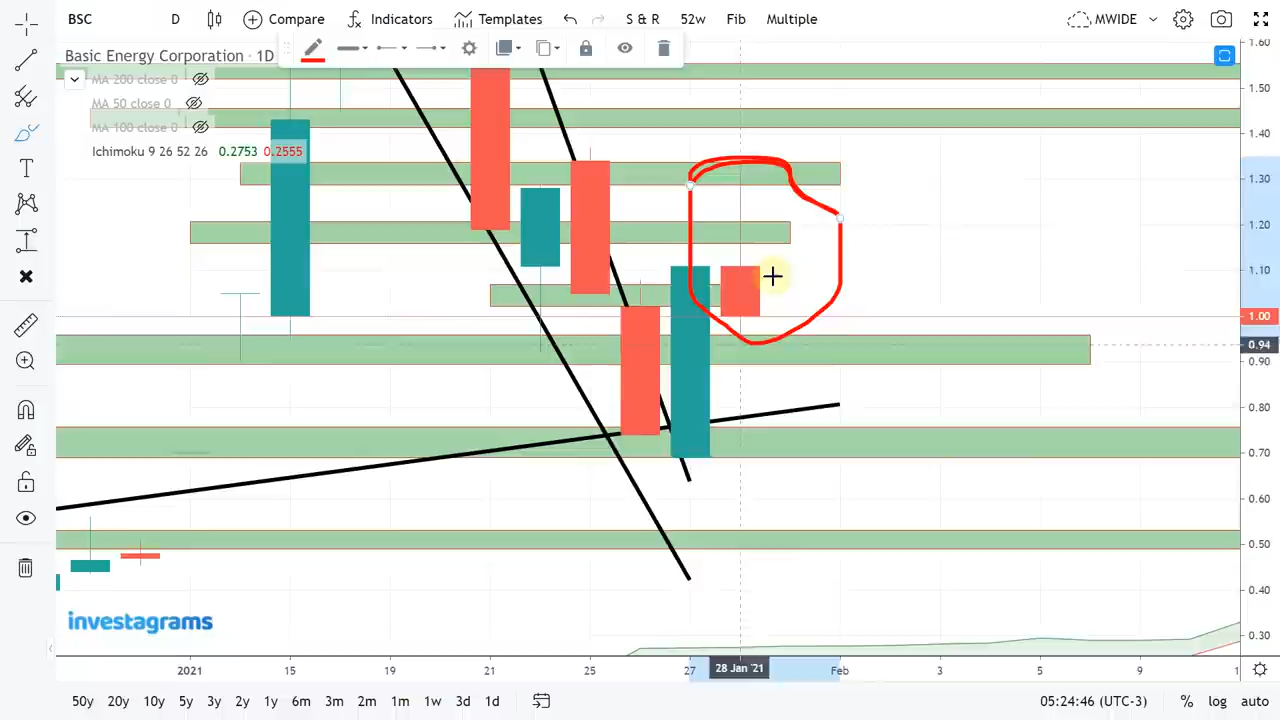 BSC D Compare Indicators Templates S & R 52w Fib Multiple MWIDE
Basic Energy Corporation · 1D
MA 200 close 0
MA 50 close 0
MA 100 close 0
Ichimoku 9 26 52 26 0.2753 0.2555
1.60
1.50
1.40
1.30
1.20
1.10
1.00
0.94
0.90
0.80
0.70
0.60
0.50
0.40
0.30
investagrams
2021 15 19 21 25 27 28 Jan '21 Feb 3 5 9 1
50y 20y 10y 5y 3y 2y 1y 6m 3m 2m 1m 1w 3d 1d 05:24:46 (UTC-3) % log auto